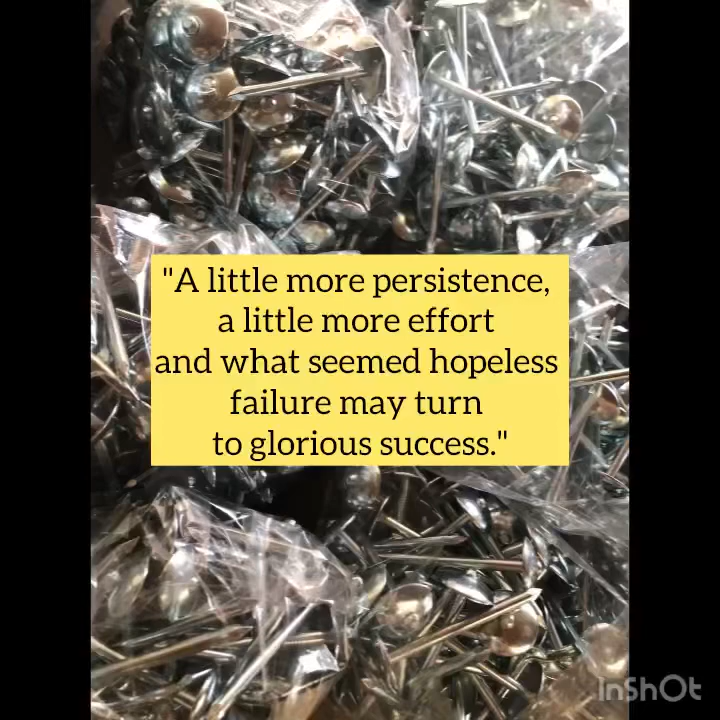 "A little more persistence,
a little more effort
and what seemed hopeless
failure may turn
to glorious success."
InShOt